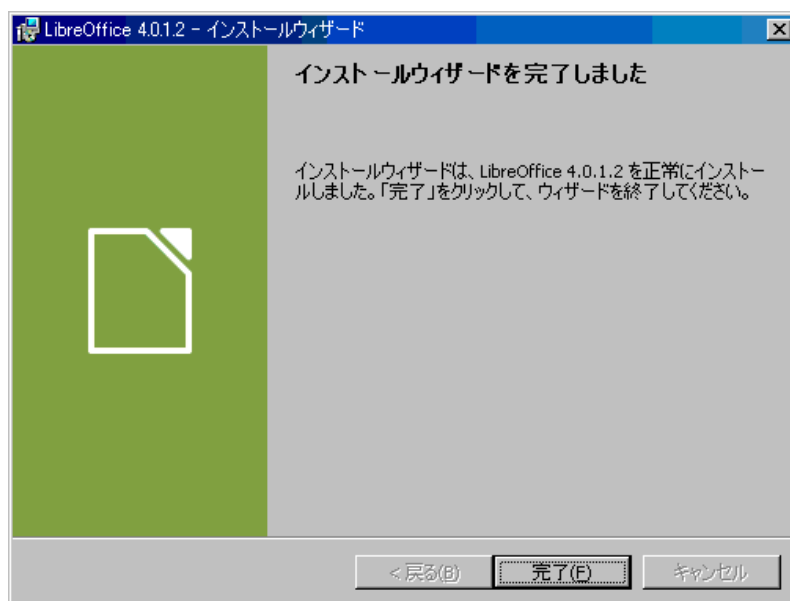 LibreOffice 4.0.1.2 - インストールウィザード
インストールウィザードを完了しました
インストールウィザードは、LibreOffice 4.0.1.2 を正常にインストー
ルしました。「完了」をクリックして、ウィザードを終了してください。
< 戻る(B)
完了(F)
キャンセル